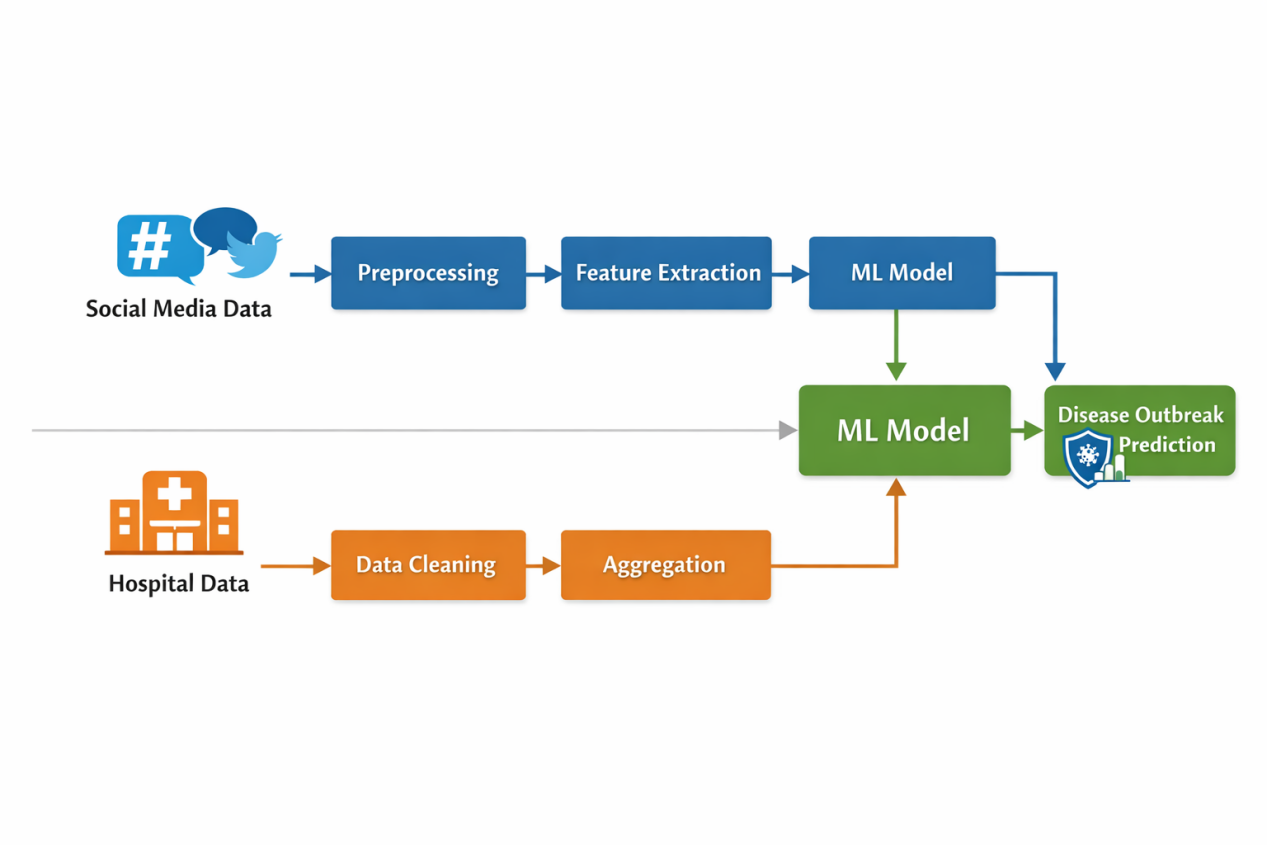 #
Social Media Data
Preprocessing
Feature Extraction
ML Model
ML Model
Disease Outbreak
Prediction
Hospital Data
Data Cleaning
Aggregation